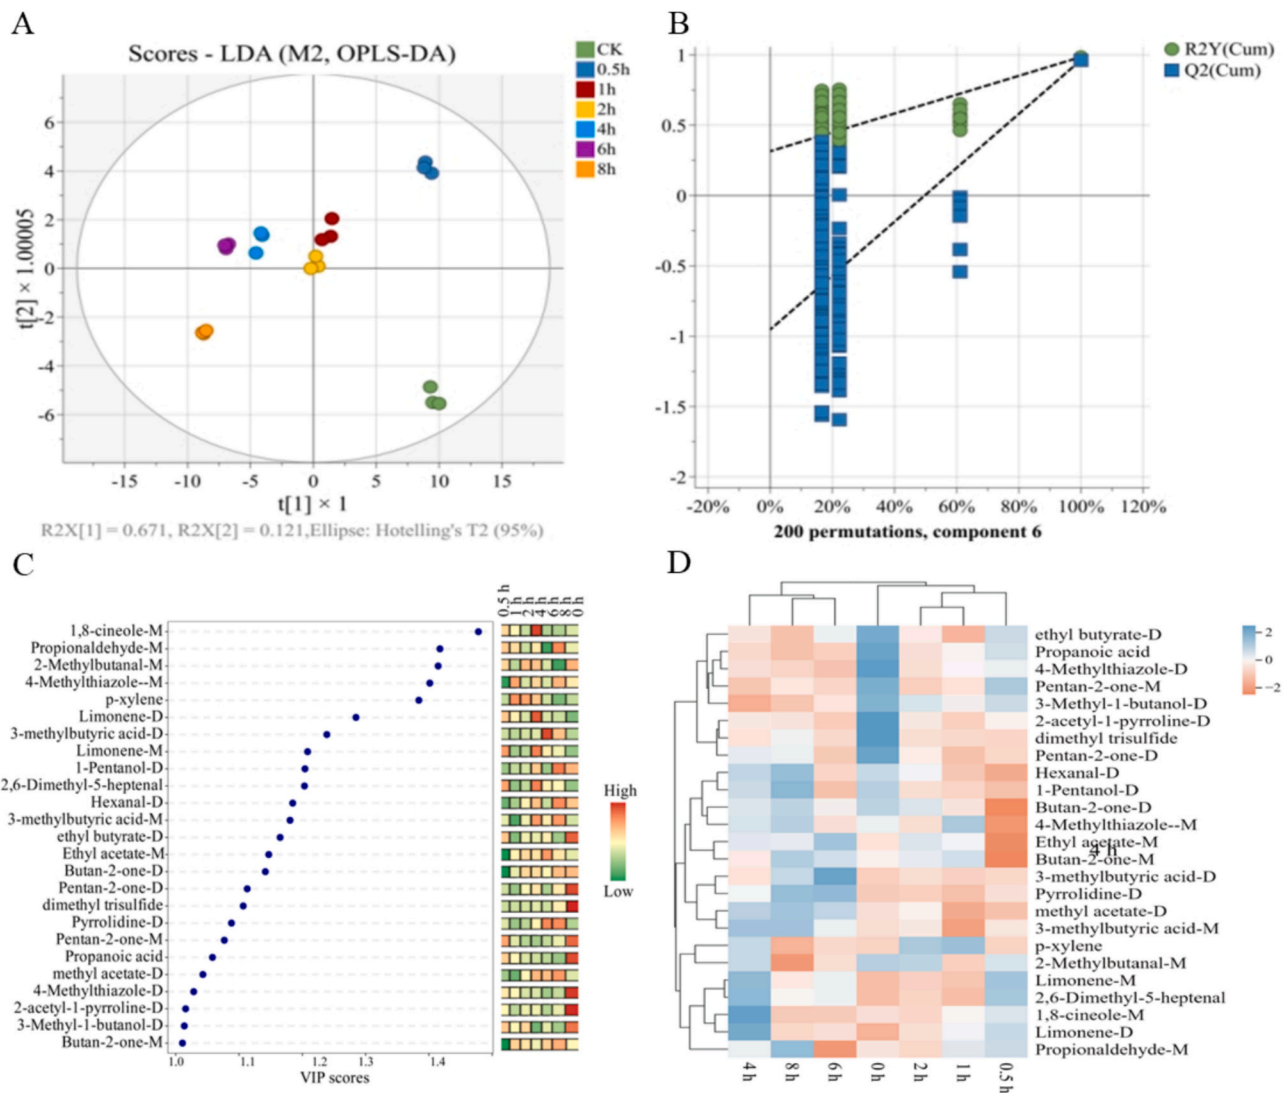 A
Scores - LDA (M2, OPLS-DA)
CK
0.5h
1h
2h
4h
6h
8h
t[2] × 1.00005
6
4
2
0
-2
-4
-6
-15
-10
-5
0
5
10
15
t[1] × 1
R2X[1] = 0.671, R2X[2] = 0.121,Ellipse: Hotelling's T2 (95%)
B
R2Y(Cum)
Q2(Cum)
1
0.5
0
-0.5
-1
-1.5
-2
-20%
0%
20%
40%
60%
80%
100%
120%
200 permutations, component 6
C
0.5 h
1 h
2 h
4 h
6 h
8 h
0 h
1,8-cineole-M
Propionaldehyde-M
2-Methylbutanal-M
4-Methylthiazole--M
p-xylene
Limonene-D
3-methylbutyric acid-D
Limonene-M
1-Pentanol-D
2,6-Dimethyl-5-heptenal
Hexanal-D
3-methylbutyric acid-M
ethyl butyrate-D
Ethyl acetate-M
Butan-2-one-D
Pentan-2-one-D
dimethyl trisulfide
Pyrrolidine-D
Pentan-2-one-M
Propanoic acid
methyl acetate-D
4-Methylthiazole-D
2-acetyl-1-pyrroline-D
3-Methyl-1-butanol-D
Butan-2-one-M
1.0
1.1
1.2
1.3
1.4
VIP scores
High
Low
D
ethyl butyrate-D
Propanoic acid
4-Methylthiazole-D
Pentan-2-one-M
3-Methyl-1-butanol-D
2-acetyl-1-pyrroline-D
dimethyl trisulfide
Pentan-2-one-D
Hexanal-D
1-Pentanol-D
Butan-2-one-D
4-Methylthiazole--M
Ethyl acetate-M
4 h
Butan-2-one-M
3-methylbutyric acid-D
Pyrrolidine-D
methyl acetate-D
3-methylbutyric acid-M
p-xylene
2-Methylbutanal-M
Limonene-M
2,6-Dimethyl-5-heptenal
1,8-cineole-M
Limonene-D
Propionaldehyde-M
2
0
−2
4 h
8 h
6 h
0 h
2 h
1 h
0.5 h